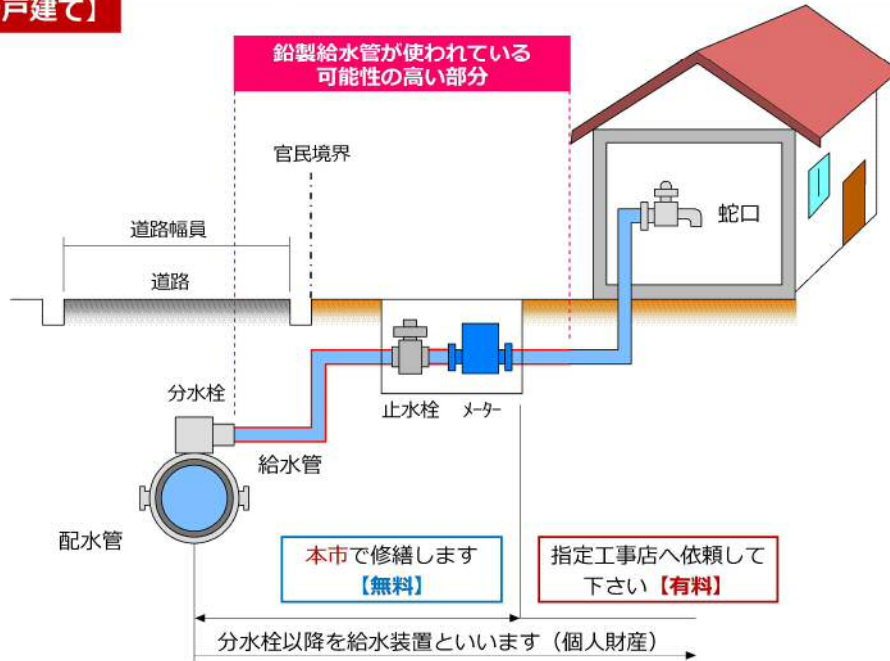 戸建て】
鉛製給水管が使われている
可能性の高い部分
官民境界
道路幅員
道路
蛇口
分水栓
止水栓
メーター
給水管
配水管
本市で修繕します
【無料】
指定工事店へ依頼して
下さい【有料】
分水栓以降を給水装置といいます（個人財産）